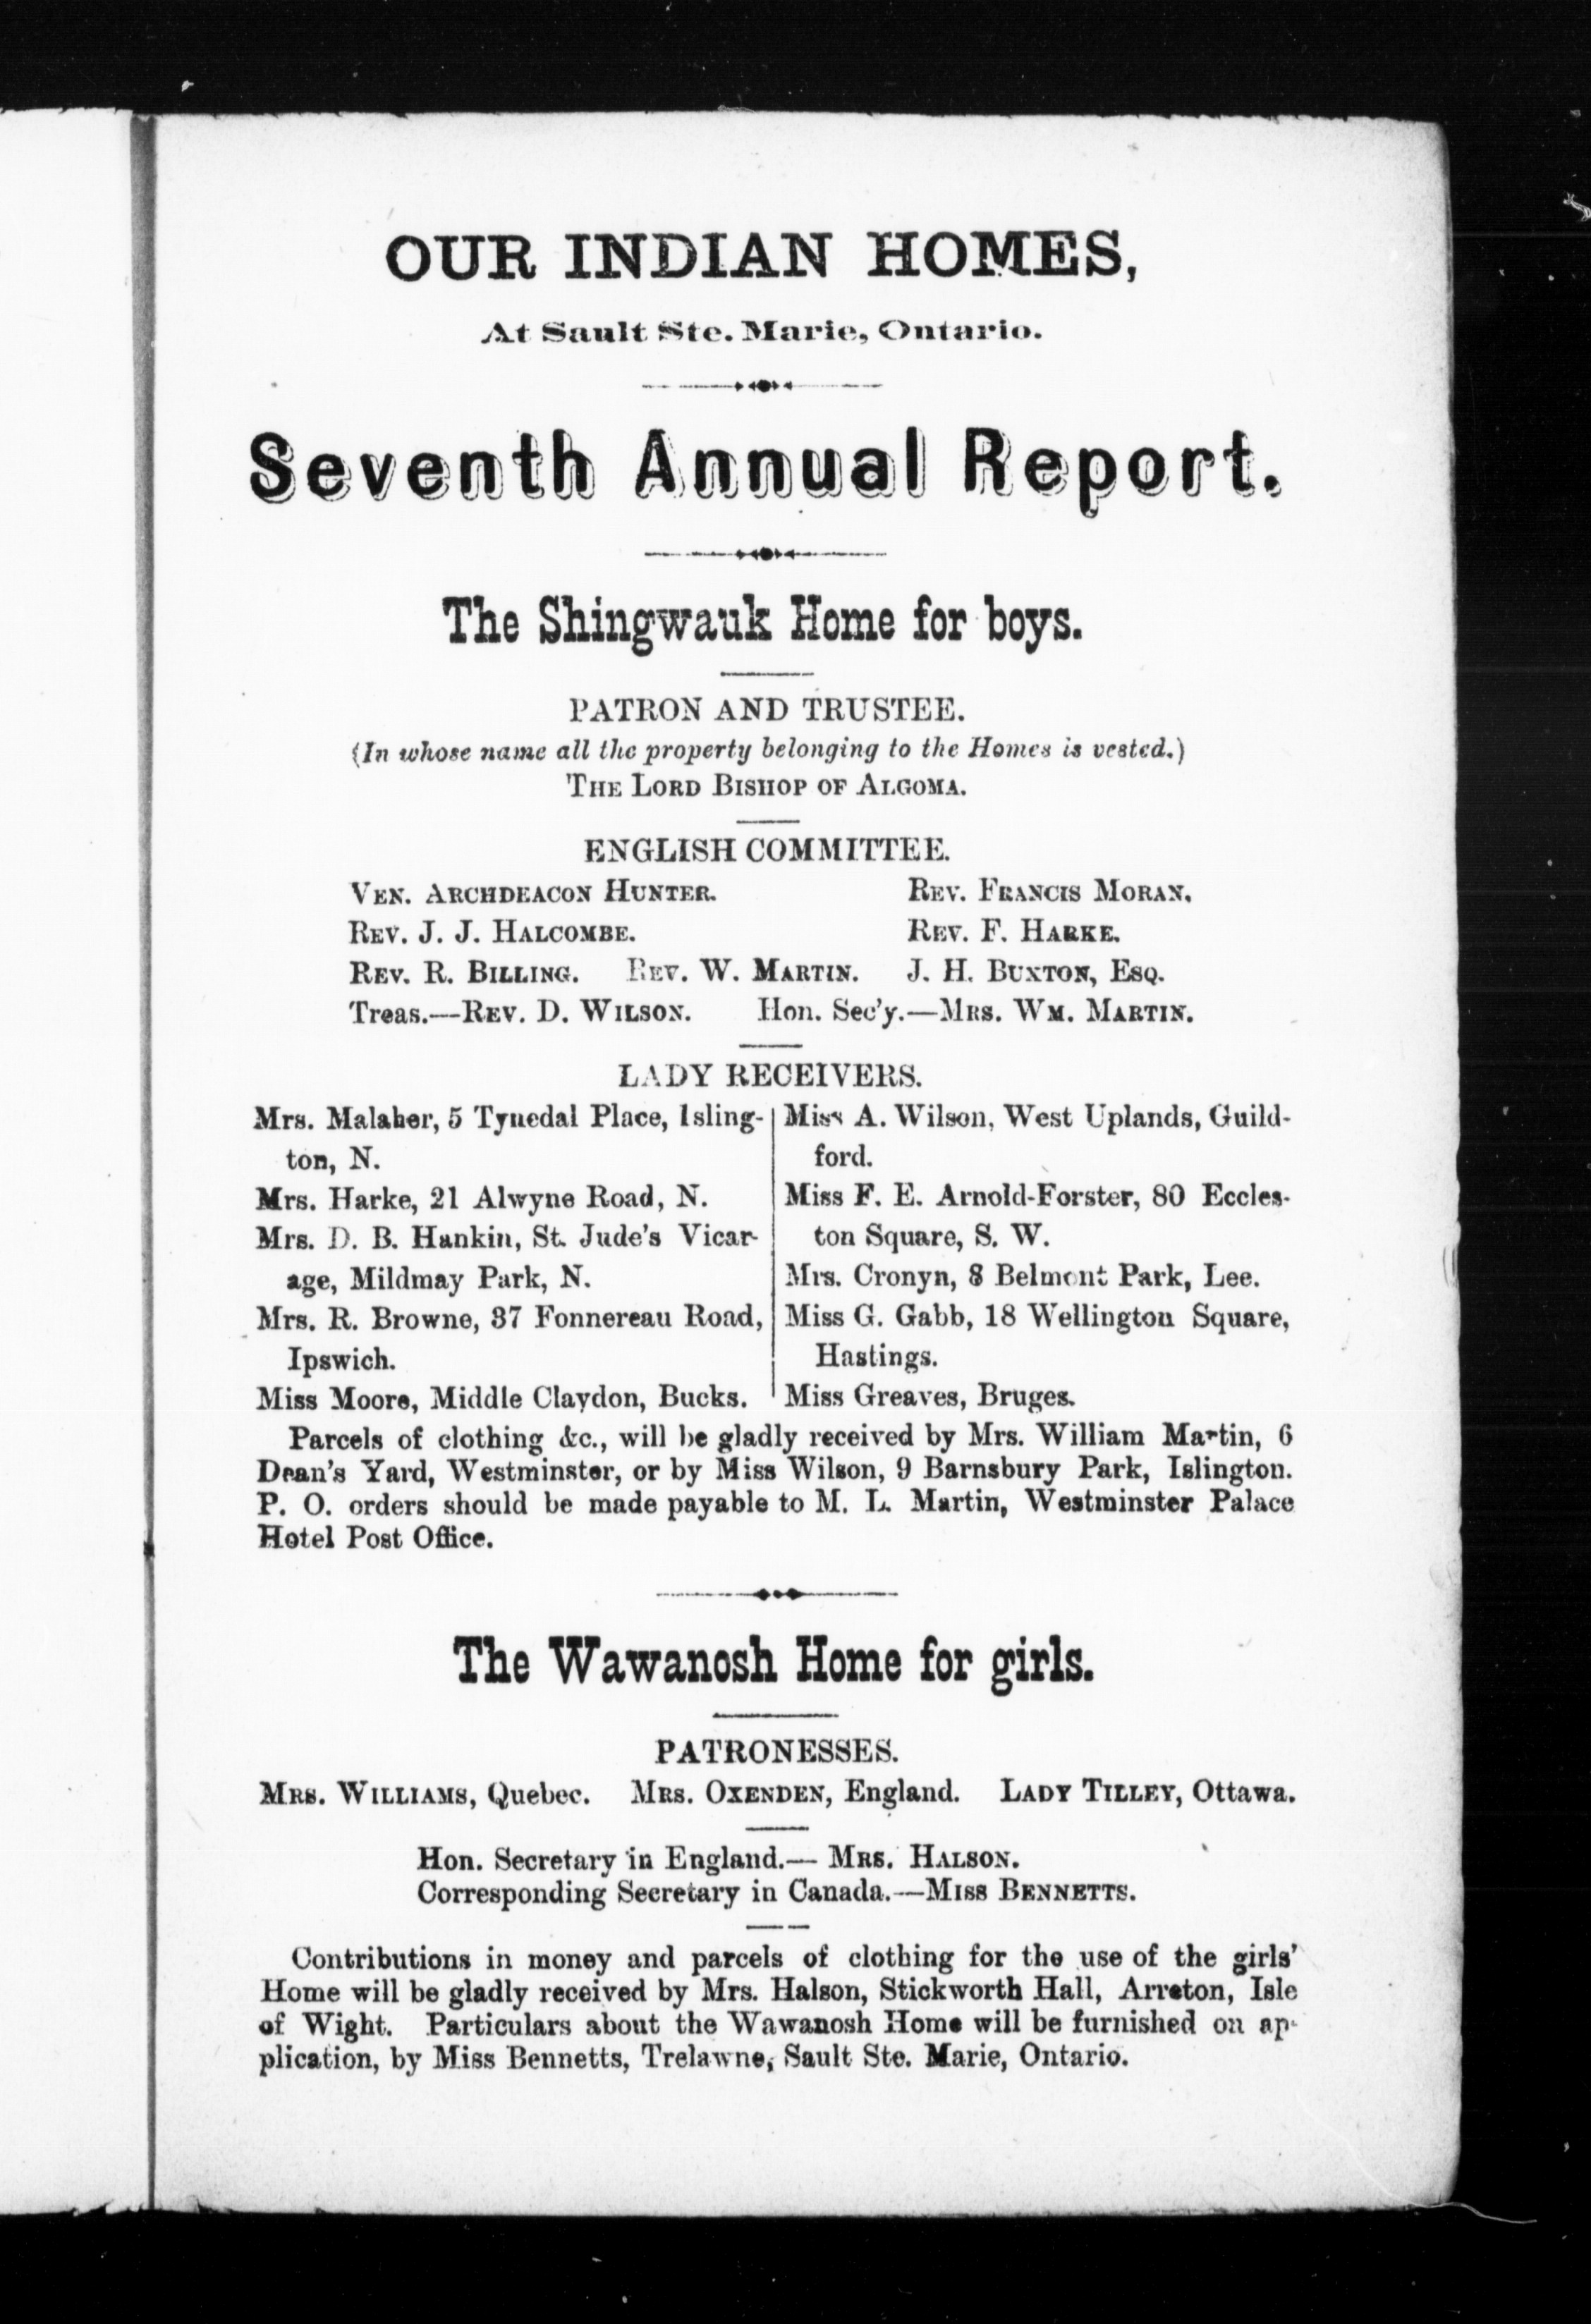 OUR INDIAN HOMES,
At Sault Ste. Marie, Ontario.
Seventh Annual Report.
The Shingwauk Home for boys.
PATRON AND TRUSTEE.
(In whose name all the property belonging to the Homes is vested.)
THE LORD BISHOP OF ALGOMA.
ENGLISH COMMITTEE.
VEN. ARCHDEACON HUNTER. REV. FRANCIS MORAN.
REV. J. J. HALCOMBE. REV. F. HARKE.
REV. R. BILLING. REV. W. MARTIN. J. H. BUXTON, ESQ.
Treas.—REV. D. WILSON. Hon. Sec'y.—MRS. WM. MARTIN.
LADY RECEIVERS.
Mrs. Malaher, 5 Tynedal Place, Isling-
ton, N.
Mrs. Harke, 21 Alwyne Road, N.
Mrs. D. B. Hankin, St. Jude's Vicar-
age, Mildmay Park, N.
Mrs. R. Browne, 37 Fonnereau Road,
Ipswich.
Miss Moore, Middle Claydon, Bucks.
Miss A. Wilson, West Uplands, Guild-
ford.
Miss F. E. Arnold-Forster, 80 Eccles-
ton Square, S. W.
Mrs. Cronyn, 8 Belmont Park, Lee.
Miss G. Gabb, 18 Wellington Square,
Hastings.
Miss Greaves, Bruges.
Parcels of clothing &c., will be gladly received by Mrs. William Martin, 6
Dean's Yard, Westminster, or by Miss Wilson, 9 Barnsbury Park, Islington.
P. O. orders should be made payable to M. L. Martin, Westminster Palace
Hotel Post Office.
The Wawanosh Home for girls.
PATRONESSES.
MRS. WILLIAMS, Quebec. MRS. OXENDEN, England. LADY TILLEY, Ottawa.
Hon. Secretary in England.— MRS. HALSON.
Corresponding Secretary in Canada.—MISS BENNETTS.
Contributions in money and parcels of clothing for the use of the girls'
Home will be gladly received by Mrs. Halson, Stickworth Hall, Arreton, Isle
of Wight. Particulars about the Wawanosh Home will be furnished on ap-
plication, by Miss Bennetts, Trelawne, Sault Ste. Marie, Ontario.